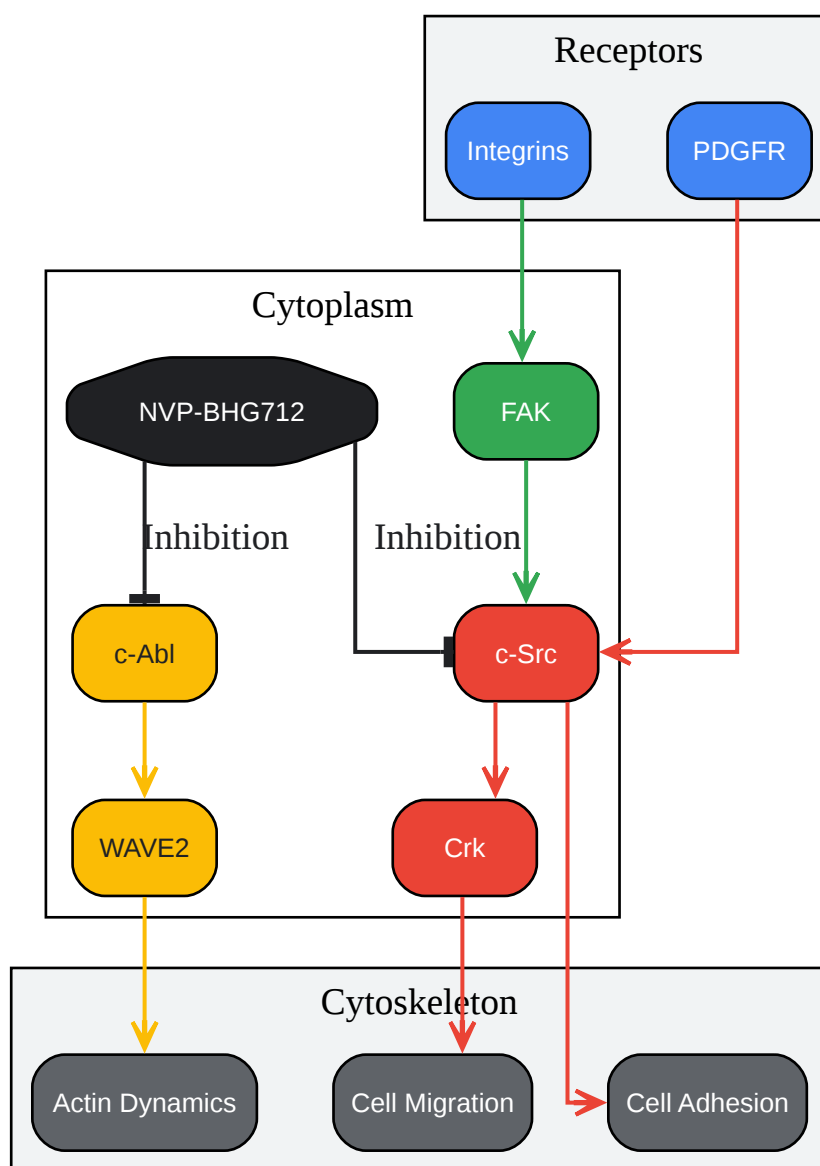 Receptors
Integrins
PDGFR
Cytoplasm
NVP-BHG712
FAK
Inhibition
Inhibition
c-Abl
c-Src
WAVE2
Crk
Cytoskeleton
Actin Dynamics
Cell Migration
Cell Adhesion